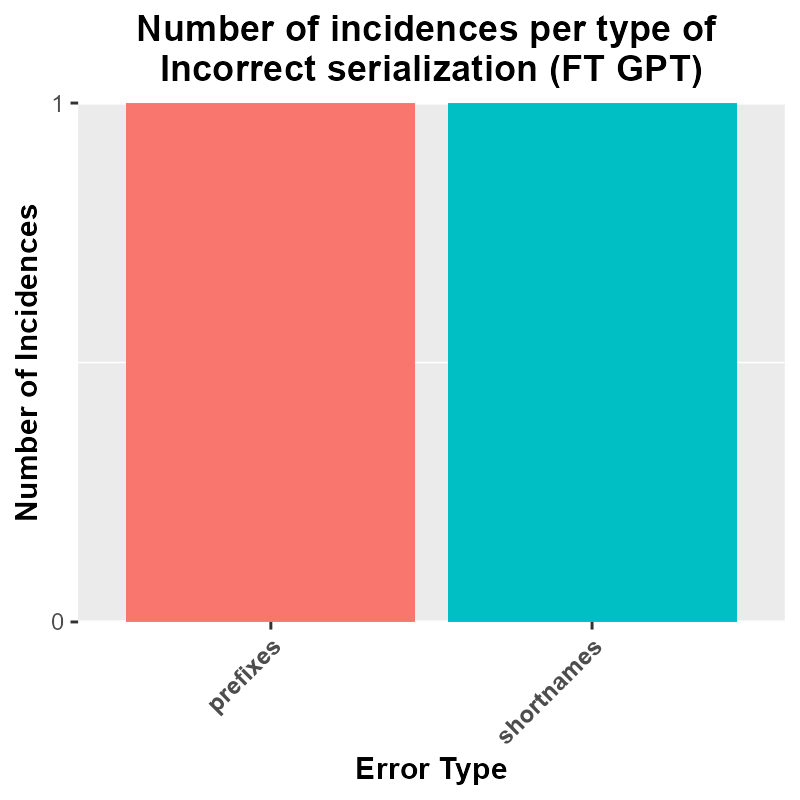 Number of incidences per type of
Incorrect serialization (FT GPT)
1
0
Number of Incidences
prefixes
shortnames
Error Type